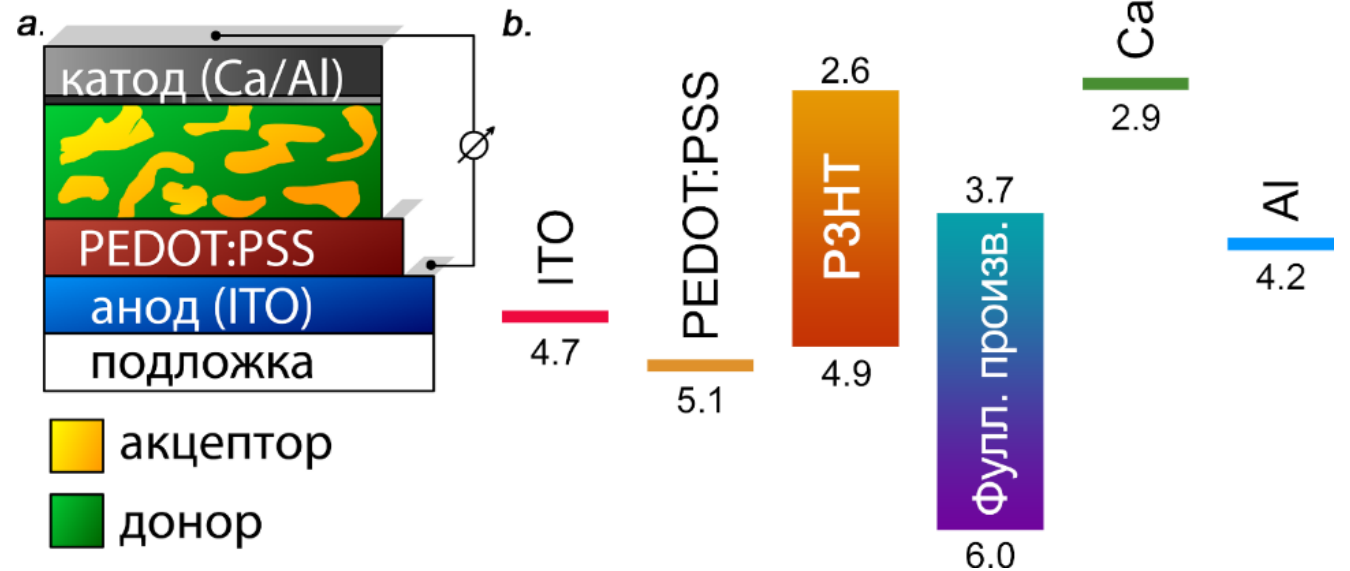 a.
катод (Ca/Al)
PEDOT:PSS
анод (ITO)
подложка
акцептор
донор
b.
ITO
4.7
PEDOT:PSS
5.1
2.6
P3HT
4.9
3.7
Фулл. произв.
6.0
Ca
2.9
Al
4.2